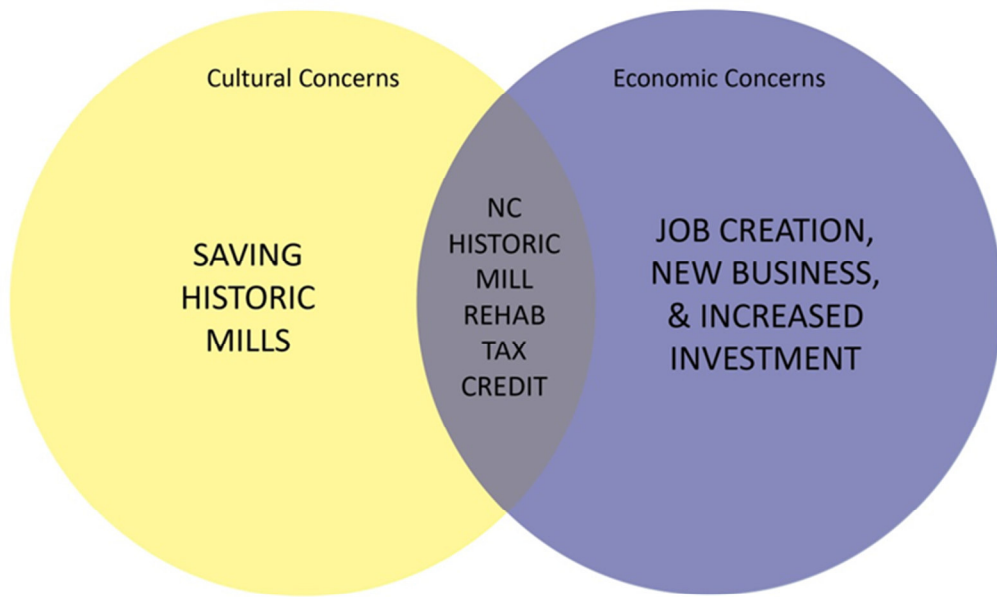 Cultural Concerns
SAVING
HISTORIC
MILLS
NC
HISTORIC
MILL
REHAB
TAX
CREDIT
Economic Concerns
JOB CREATION,
NEW BUSINESS,
& INCREASED
INVESTMENT